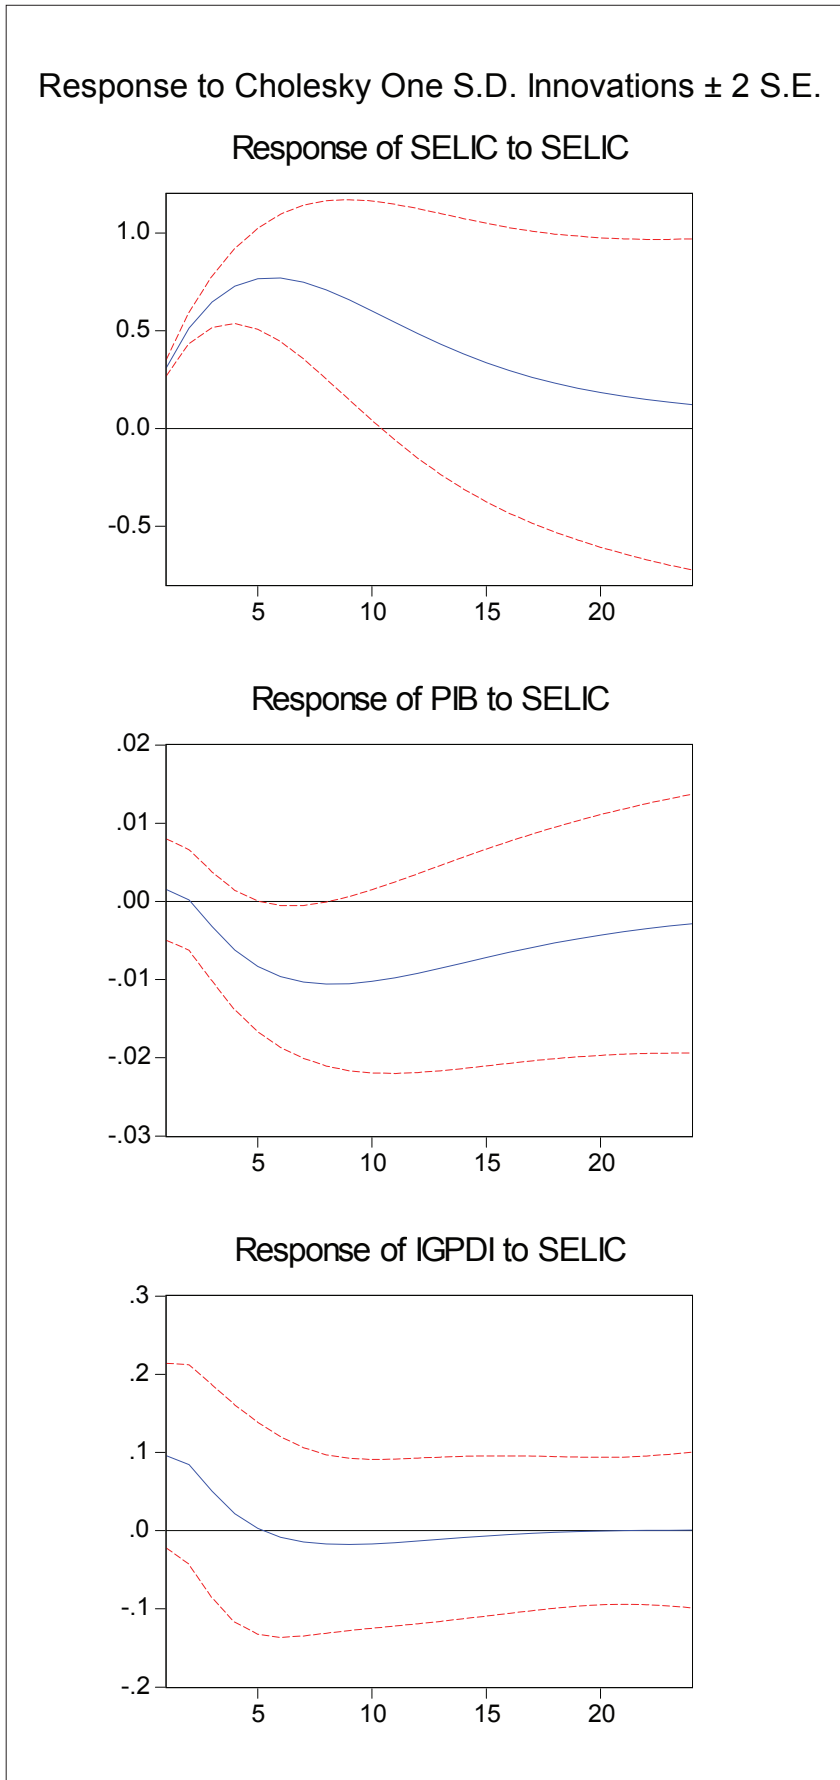 Response to Cholesky One S.D. Innovations ± 2 S.E.
Response of SELIC to SELIC
1.0
0.5
0.0
-0.5
5 10 15 20
Response of PIB to SELIC
.02
.01
.00
-.01
-.02
-.03
5 10 15 20
Response of IGPDI to SELIC
.3
.2
.1
.0
-.1
-.2
5 10 15 20